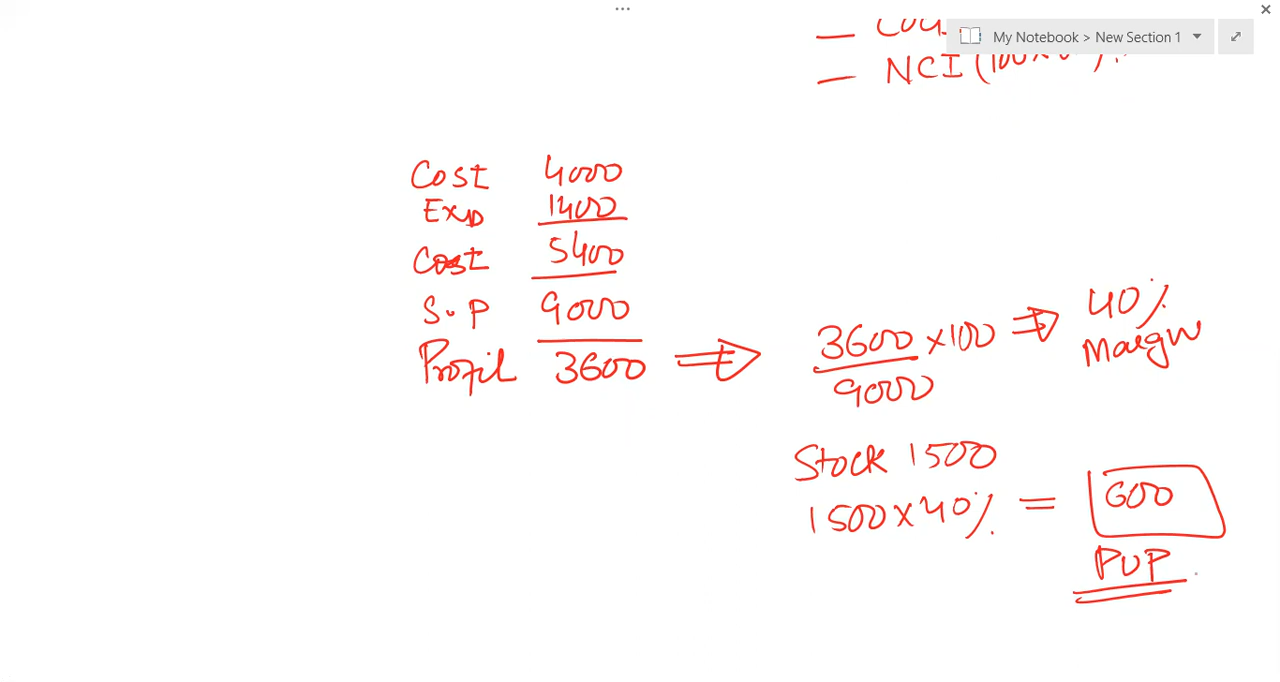 ...
My Notebook > New Section 1
—
— NCI (100×
Cost 4000
Exp 1400
Cost 5400
S.P 9000
Profit 3600 ⇒ 3600 ×100 ⇒ 40% Margin
9000
Stock 1500
1500 × 40% = 600
PUP